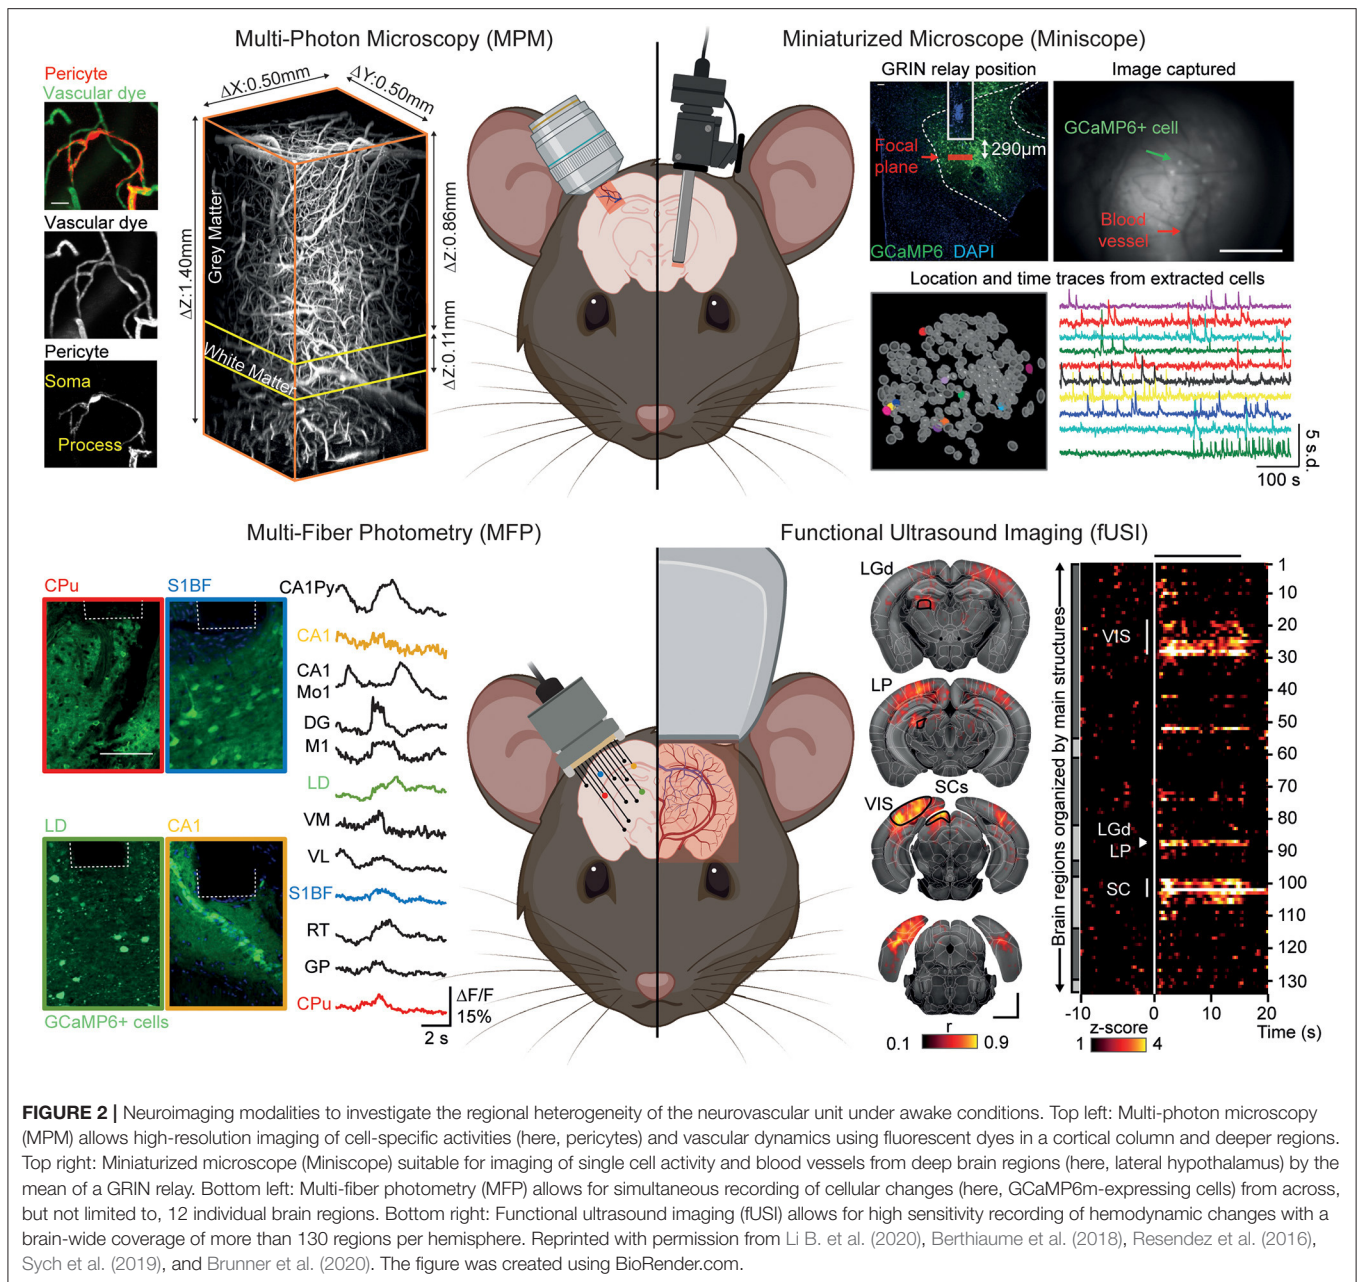 Multi-Photon Microscopy (MPM)
Pericyte
Vascular dye
Vascular dye
Pericyte
Soma
Process
ΔX:0.50mm
ΔY:0.50mm
ΔZ:1.40mm
Grey Matter
White Matter
ΔZ:0.86mm
ΔZ:0.11mm
Miniaturized Microscope (Miniscope)
GRIN relay position
Focal
plane
290µm
GCaMP6 DAPI
Image captured
GCaMP6+ cell
Blood
vessel
Location and time traces from extracted cells
5 s.d.
100 s
Multi-Fiber Photometry (MFP)
CPu
S1BF
LD
CA1
GCaMP6+ cells
CA1Py
CA1
CA1
Mo1
DG
M1
LD
VM
VL
S1BF
RT
GP
CPu
ΔF/F
15%
2 s
Functional Ultrasound Imaging (fUSI)
LGd
LP
SCs
VIS
r
0.1
0.9
Brain regions organized by main structures
VIS
LGd
LP
SC
1
10
20
30
40
50
60
70
80
90
100
110
120
130
-10
0
10
20
Time (s)
z-score
1
4
FIGURE 2 | Neuroimaging modalities to investigate the regional heterogeneity of the neurovascular unit under awake conditions. Top left: Multi-photon microscopy
(MPM) allows high-resolution imaging of cell-specific activities (here, pericytes) and vascular dynamics using fluorescent dyes in a cortical column and deeper regions.
Top right: Miniaturized microscope (Miniscope) suitable for imaging of single cell activity and blood vessels from deep brain regions (here, lateral hypothalamus) by the
mean of a GRIN relay. Bottom left: Multi-fiber photometry (MFP) allows for simultaneous recording of cellular changes (here, GCaMP6m-expressing cells) from across,
but not limited to, 12 individual brain regions. Bottom right: Functional ultrasound imaging (fUSI) allows for high sensitivity recording of hemodynamic changes with a
brain-wide coverage of more than 130 regions per hemisphere. Reprinted with permission from Li B. et al. (2020), Berthiaume et al. (2018), Resendez et al. (2016),
Sych et al. (2019), and Brunner et al. (2020). The figure was created using BioRender.com.